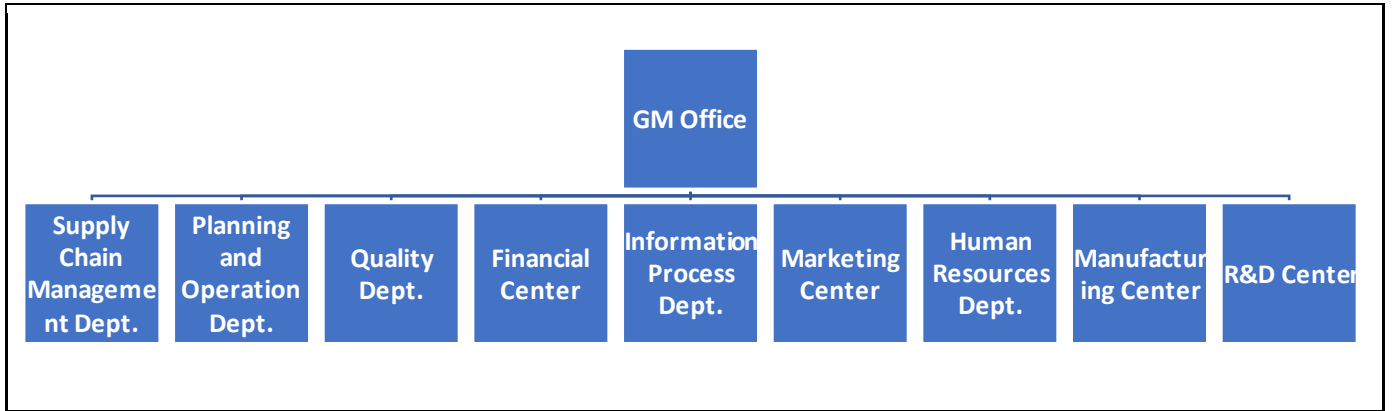 GM Office
Supply
Chain
Manageme
nt Dept.
Planning
and
Operation
Dept.
Quality
Dept.
Financial
Center
Information
Process
Dept.
Marketing
Center
Human
Resources
Dept.
Manufactur
ing Center
R&D Center